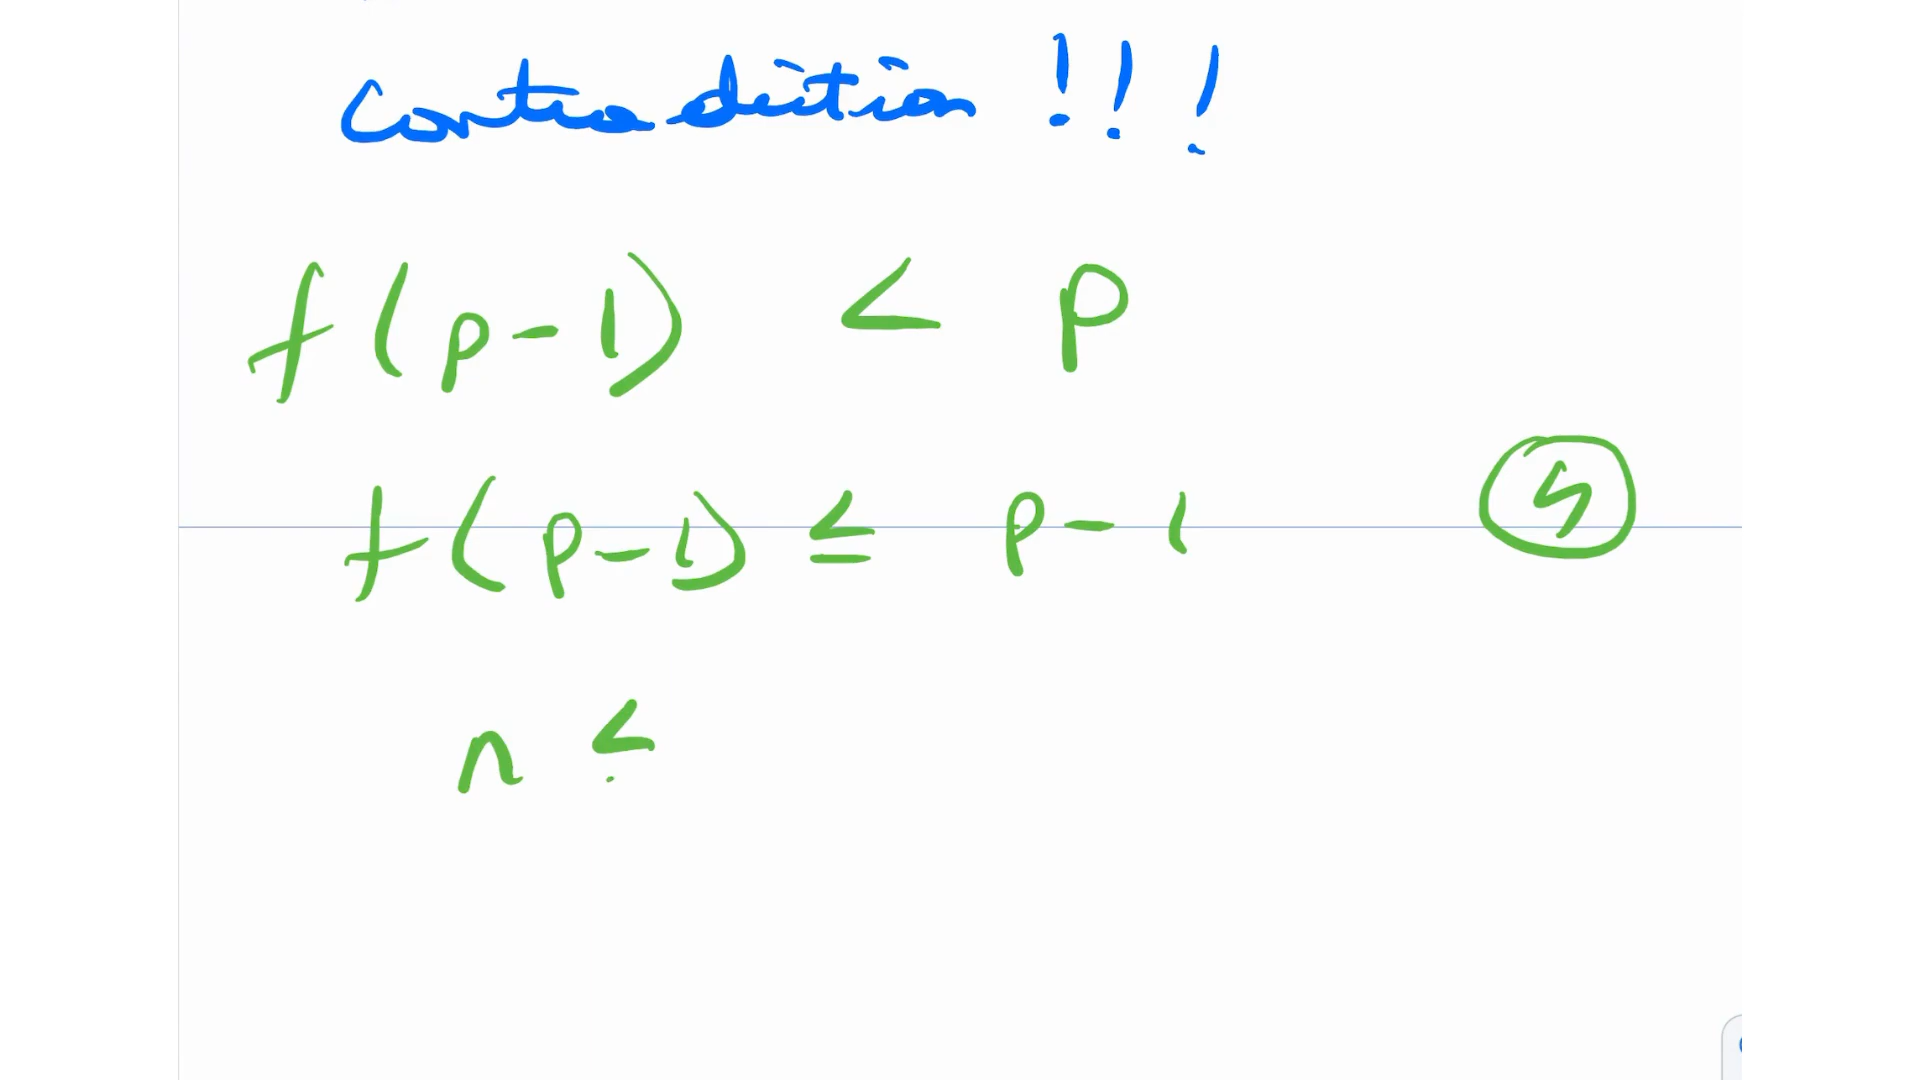 Contradiction !!!
f(p-1) < p
f(p-1) ≤ p-1
n ≤